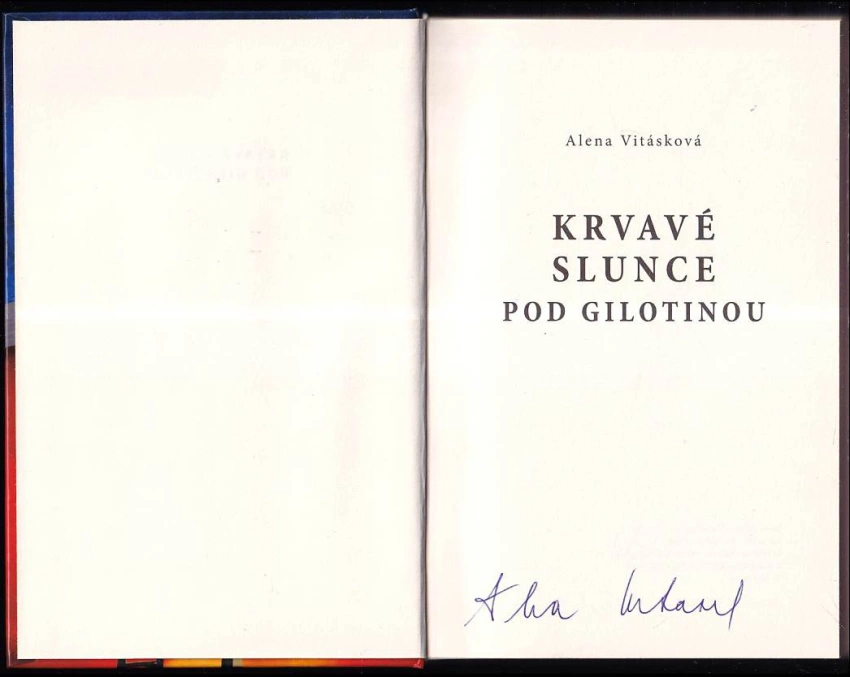 Alena Vitásková
KRVAVÉ
SLUNCE
POD GILOTINOU